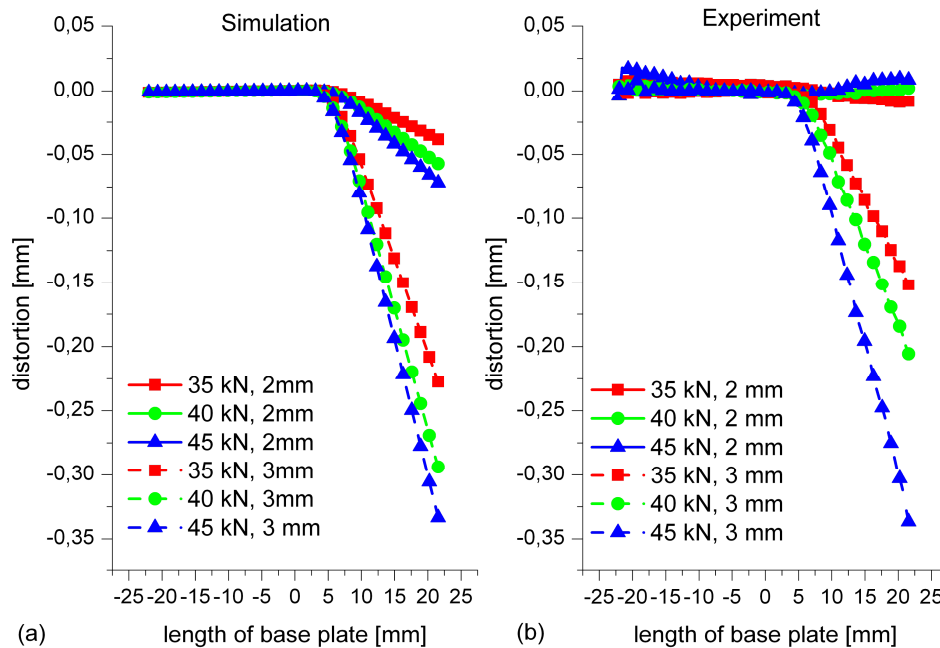 Simulation
0,05
0,00
-0,05
-0,10
-0,15
-0,20
-0,25
-0,30
-0,35
distortion [mm]
35 kN, 2mm
40 kN, 2mm
45 kN, 2mm
35 kN, 3mm
40 kN, 3mm
45 kN, 3 mm
-25 -20 -15 -10 -5 0 5 10 15 20 25
length of base plate [mm]
(a)
Experiment
0,05
0,00
-0,05
-0,10
-0,15
-0,20
-0,25
-0,30
-0,35
distortion [mm]
35 kN, 2 mm
40 kN, 2 mm
45 kN, 2 mm
35 kN, 3 mm
40 kN, 3 mm
45 kN, 3 mm
-25 -20 -15 -10 -5 0 5 10 15 20 25
length of base plate [mm]
(b)